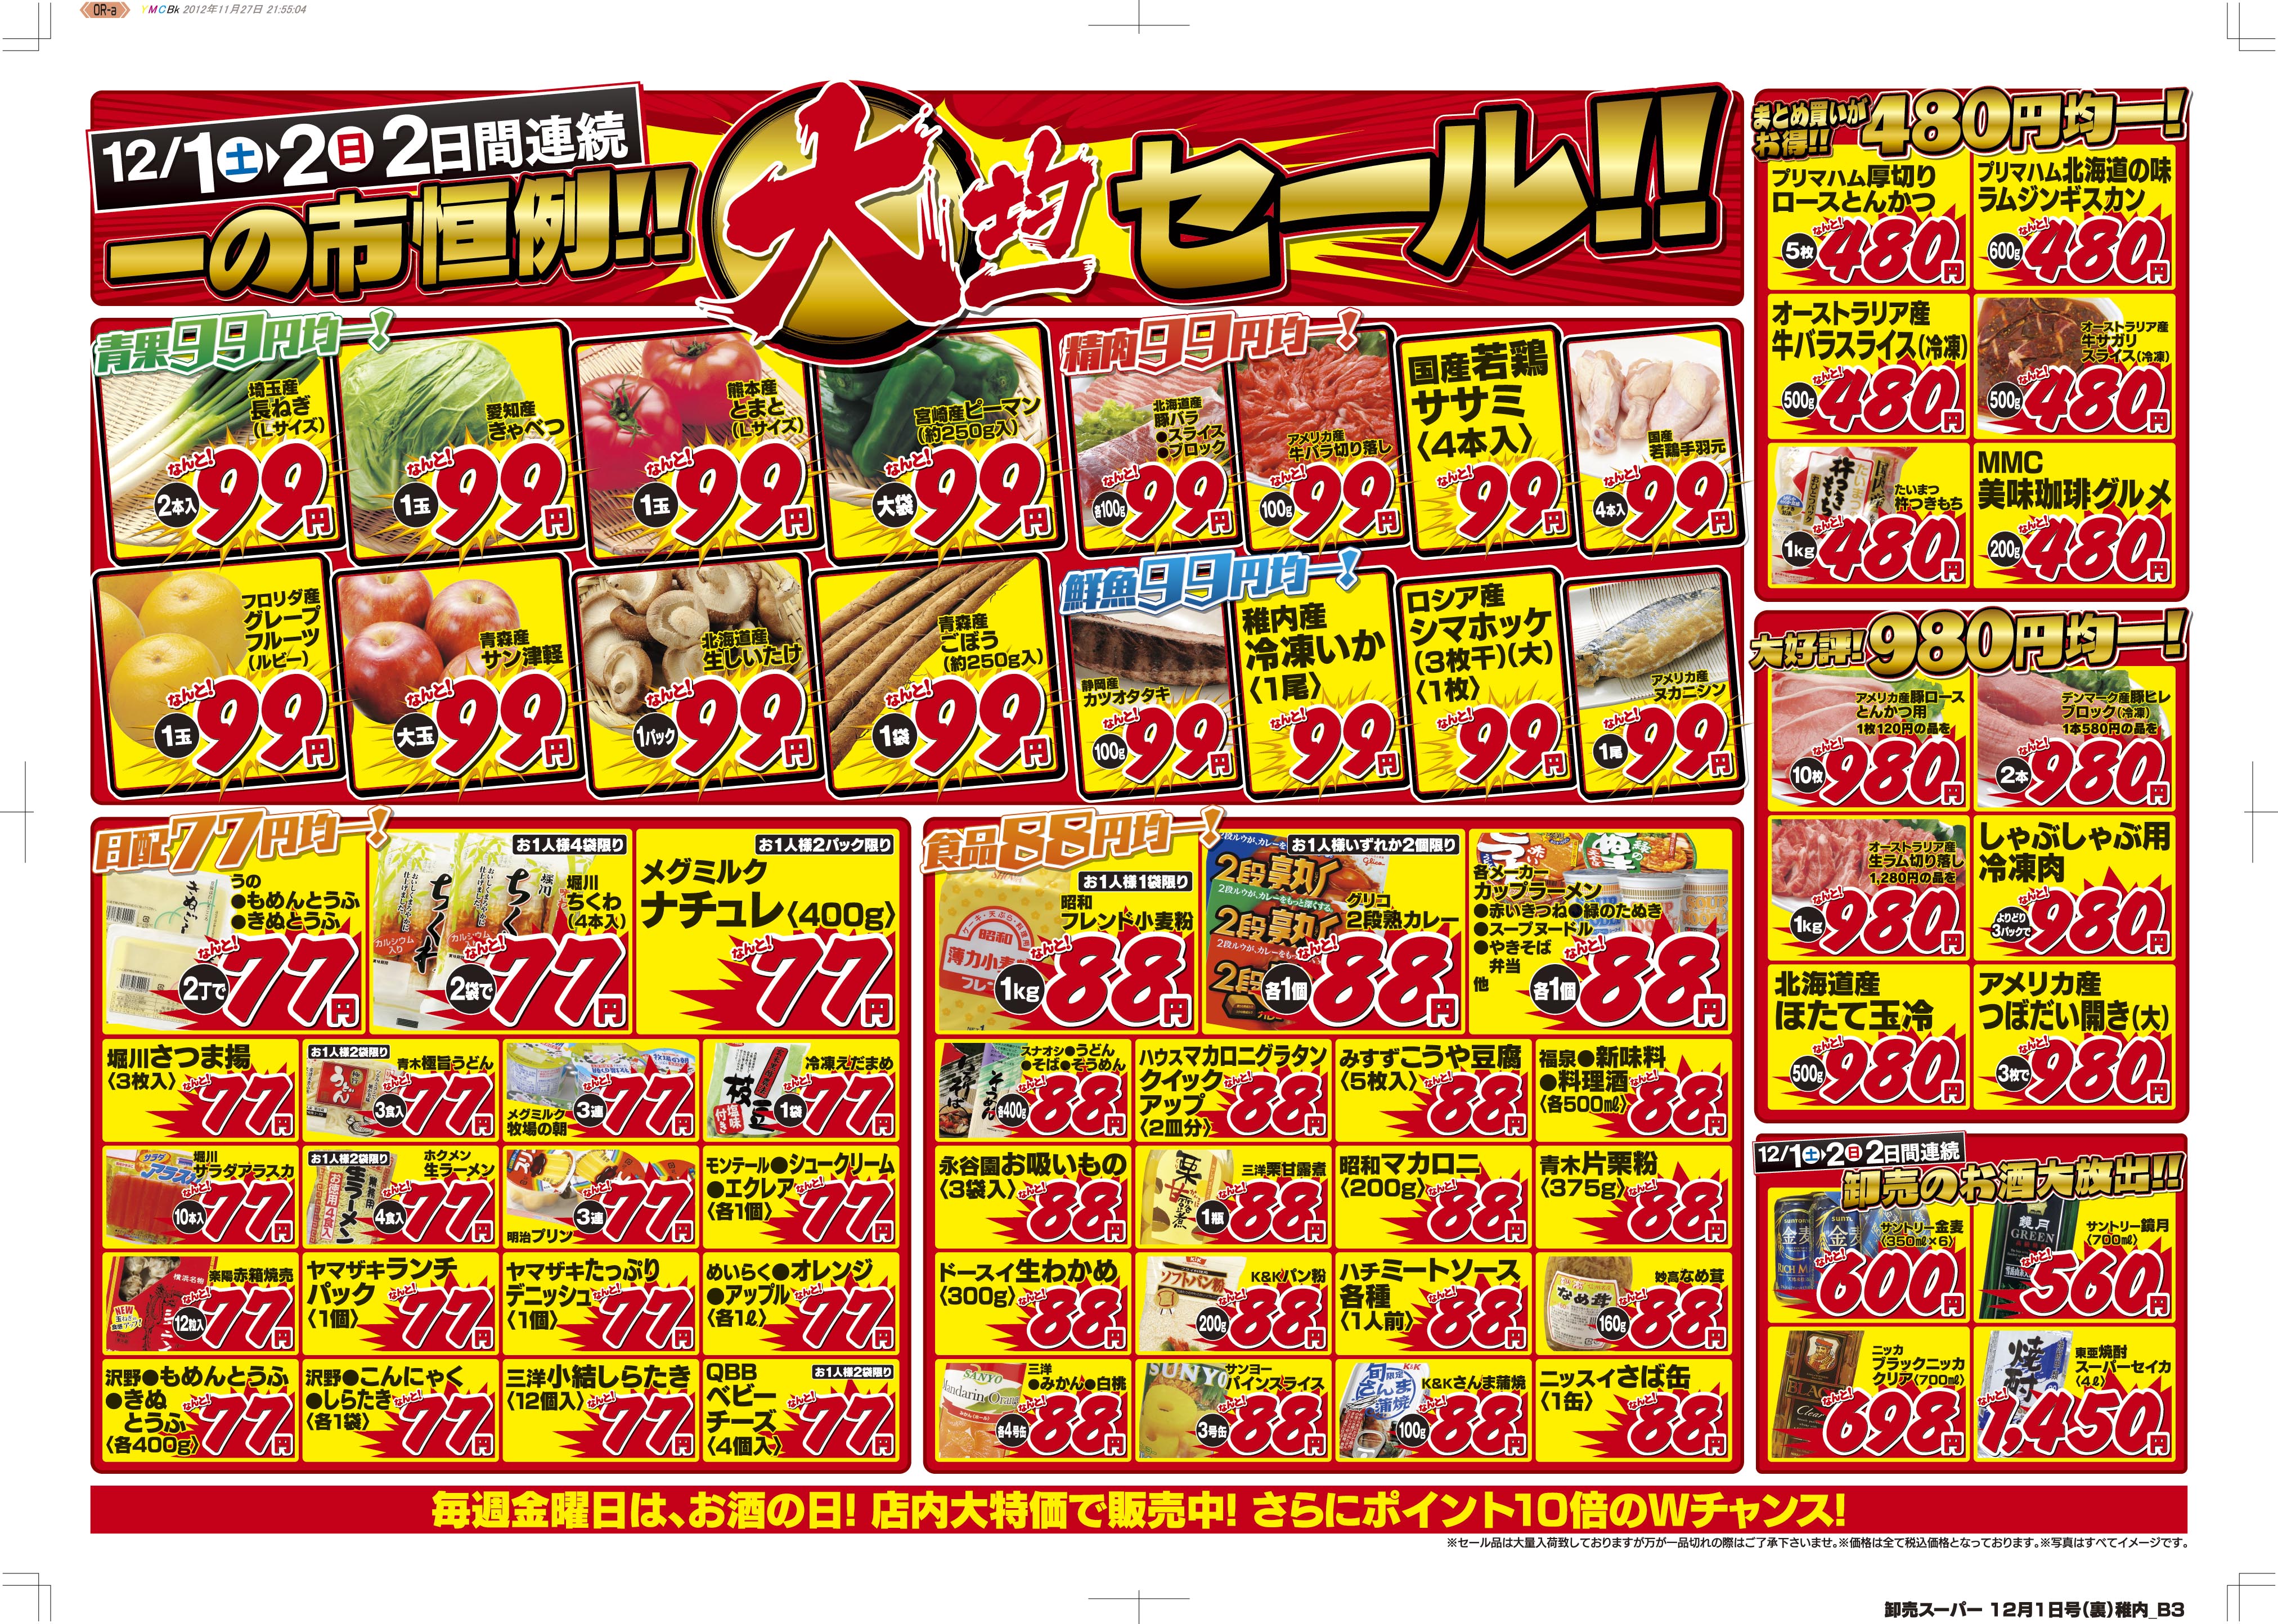 OR-a
YMCBk 2012年11月27日 21:55:04
12/1土▶2日 2日間連続
一の市恒例!!
大均一セール!!
青果99円均一!
埼玉産
長ねぎ
(Lサイズ)
2本入 なんと! 99円
愛知産
きゃべつ
1玉 なんと! 99円
熊本産
とまと
(Lサイズ)
1玉 なんと! 99円
宮崎産ピーマン
(約250g入)
大袋 なんと! 99円
フロリダ産
グレープ
フルーツ
(ルビー)
1玉 なんと! 99円
青森産
サン津軽
大玉 なんと! 99円
北海道産
生しいたけ
1パック なんと! 99円
青森産
ごぼう
(約250g入)
1袋 なんと! 99円
精肉99円均一!
北海道産
豚バラ
●スライス
●ブロック
各100g なんと! 99円
アメリカ産
牛バラ切り落し
100g なんと! 99円
国産若鶏
ササミ
〈4本入〉
なんと! 99円
国産
若鶏手羽元
4本入 なんと! 99円
鮮魚99円均一!
静岡産
カツオタタキ
100g なんと! 99円
稚内産
冷凍いか
〈1尾〉
なんと! 99円
ロシア産
シマホッケ
(3枚干)(大)
〈1枚〉
なんと! 99円
アメリカ産
ヌカニシン
1尾 なんと! 99円
日配77円均一!
うの
●もめんとうふ
●きぬとうふ
2丁で なんと! 77円
お1人様4袋限り
堀川
ちくわ
(4本入)
2袋で なんと! 77円
お1人様2パック限り
メグミルク
ナチュレ〈400g〉
なんと! 77円
堀川さつま揚
〈3枚入〉
なんと! 77円
お1人様2袋限り
青木極旨うどん
3食入 なんと! 77円
メグミルク
牧場の朝
3連 なんと! 77円
冷凍えだまめ
1袋 なんと! 77円
堀川
サラダアラスカ
10本入 なんと! 77円
お1人様2袋限り
ホクメン
生ラーメン
4食入 なんと! 77円
明治プリン
3連 なんと! 77円
モンテール●シュークリーム
●エクレア
〈各1個〉
なんと! 77円
楽陽赤箱焼売
12粒入 なんと! 77円
ヤマザキランチ
パック
〈1個〉
なんと! 77円
ヤマザキたっぷり
デニッシュ
〈1個〉
なんと! 77円
めいらく●オレンジ
●アップル
〈各1ℓ〉
なんと! 77円
沢野●もめんとうふ
●きぬ
とうふ
〈各400g〉
なんと! 77円
沢野●こんにゃく
●しらたき
〈各1袋〉
なんと! 77円
三洋小結しらたき
〈12個入〉
なんと! 77円
お1人様2袋限り
QBB
ベビー
チーズ
〈4個入〉
なんと! 77円
食品88円均一!
お1人様1袋限り
昭和
フレンド小麦粉
1kg なんと! 88円
お1人様いずれか2個限り
グリコ
2段熟カレー
各1個 なんと! 88円
各メーカー
カップラーメン
●赤いきつね●緑のたぬき
●スープヌードル
●やきそば
弁当
他
各1個 なんと! 88円
スナオシ●うどん
●そば●そうめん
各400g なんと! 88円
ハウスマカロニグラタン
クイック
アップ
〈2皿分〉
なんと! 88円
みすずこうや豆腐
〈5枚入〉
なんと! 88円
福泉●新味料
●料理酒
〈各500㎖〉
なんと! 88円
永谷園お吸いもの
〈3袋入〉
なんと! 88円
三洋栗甘露煮
1瓶 なんと! 88円
昭和マカロニ
〈200g〉
なんと! 88円
青木片栗粉
〈375g〉
なんと! 88円
ドースイ生わかめ
〈300g〉
なんと! 88円
K&Kパン粉
200g なんと! 88円
ハチミートソース
各種
〈1人前〉
なんと! 88円
妙高なめ茸
160g なんと! 88円
三洋
●みかん●白桃
各4号缶 なんと! 88円
サンヨー
パインスライス
3号缶 なんと! 88円
K&Kさんま蒲焼
100g なんと! 88円
ニッスイさば缶
〈1缶〉
なんと! 88円
まとめ買いが
お得!!
480円均一!
プリマハム厚切り
ロースとんかつ
5枚 なんと! 480円
プリマハム北海道の味
ラムジンギスカン
600g なんと! 480円
オーストラリア産
牛バラスライス(冷凍)
500g なんと! 480円
オーストラリア産
牛サガリ
スライス(冷凍)
500g なんと! 480円
たいまつ
杵つきもち
1kg なんと! 480円
MMC
美味珈琲グルメ
200g なんと! 480円
大好評!980円均一!
アメリカ産豚ロース
とんかつ用
1枚120円の品を
10枚 なんと! 980円
デンマーク産豚ヒレ
ブロック(冷凍)
1本580円の品を
2本 なんと! 980円
オーストラリア産
生ラム切り落し
1,280円の品を
1kg なんと! 980円
しゃぶしゃぶ用
冷凍肉
よりどり
3パックで なんと! 980円
北海道産
ほたて玉冷
500g なんと! 980円
アメリカ産
つぼだい開き(大)
3枚で なんと! 980円
12/1土▶2日 2日間連続
卸売のお酒大放出!!
サントリー金麦
〈350㎖×6〉
なんと! 600円
サントリー鏡月
〈700㎖〉
なんと! 560円
ニッカ
ブラックニッカ
クリア〈700㎖〉
なんと! 698円
東亜焼酎
スーパーセイカ
〈4ℓ〉
なんと! 1,450円
毎週金曜日は、お酒の日! 店内大特価で販売中! さらにポイント10倍のWチャンス!
※セール品は大量入荷致しておりますが万が一品切れの際はご了承下さいませ。※価格は全て税込価格となっております。※写真はすべてイメージです。
卸売スーパー 12月1日号(裏)稚内_B3